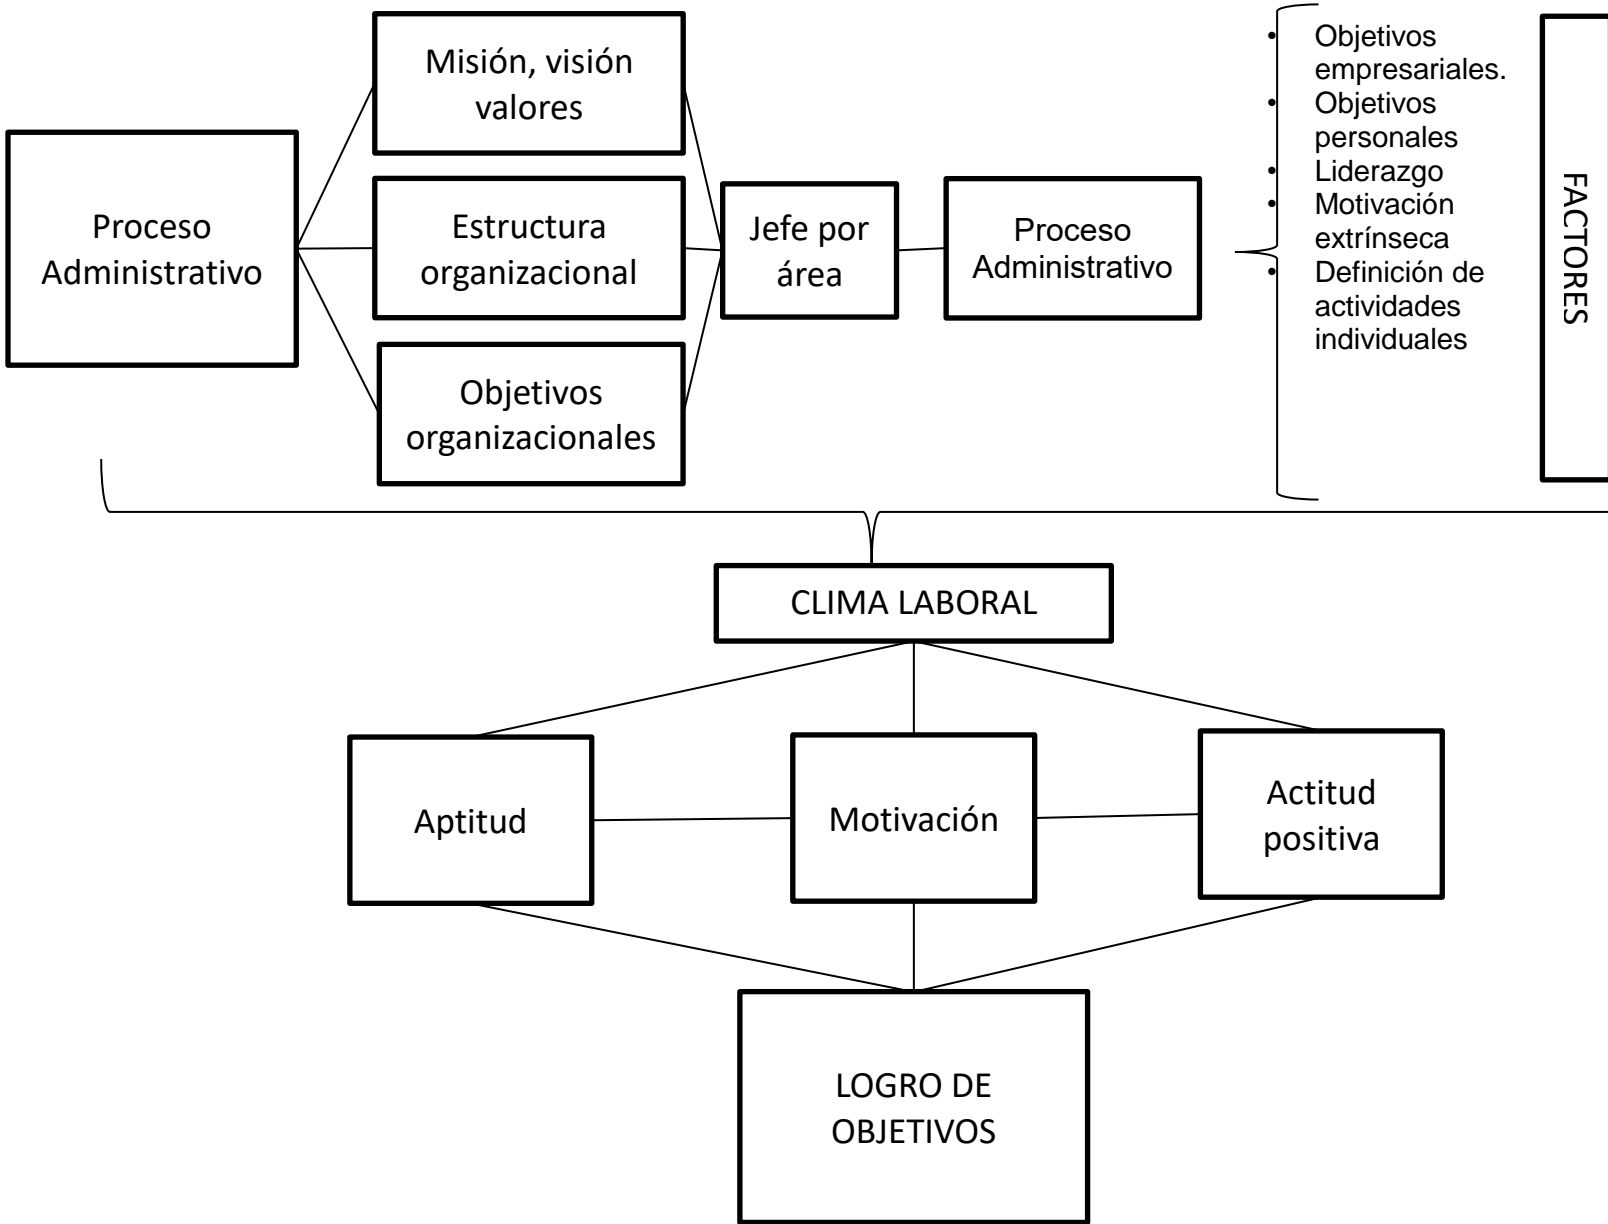 Proceso
Administrativo
Misión, visión
valores
Estructura
organizacional
Objetivos
organizacionales
Jefe por
área
Proceso
Administrativo
• Objetivos
empresariales.
• Objetivos
personales
• Liderazgo
• Motivación
extrínseca
• Definición de
actividades
individuales
FACTORES
CLIMA LABORAL
Aptitud
Motivación
Actitud
positiva
LOGRO DE
OBJETIVOS